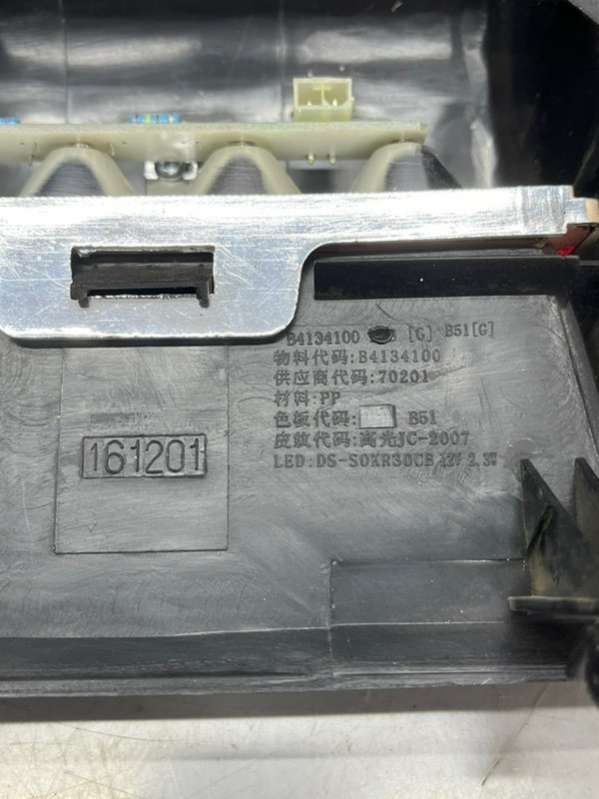 B4134100 [G] B51[G]
物料代码:B4134100
供应商代码:70201
材料:PP
色板代码: B51
皮纹代码:高光JC-2007
LED:DS-S0KR30CB 12V 2.3W
161201